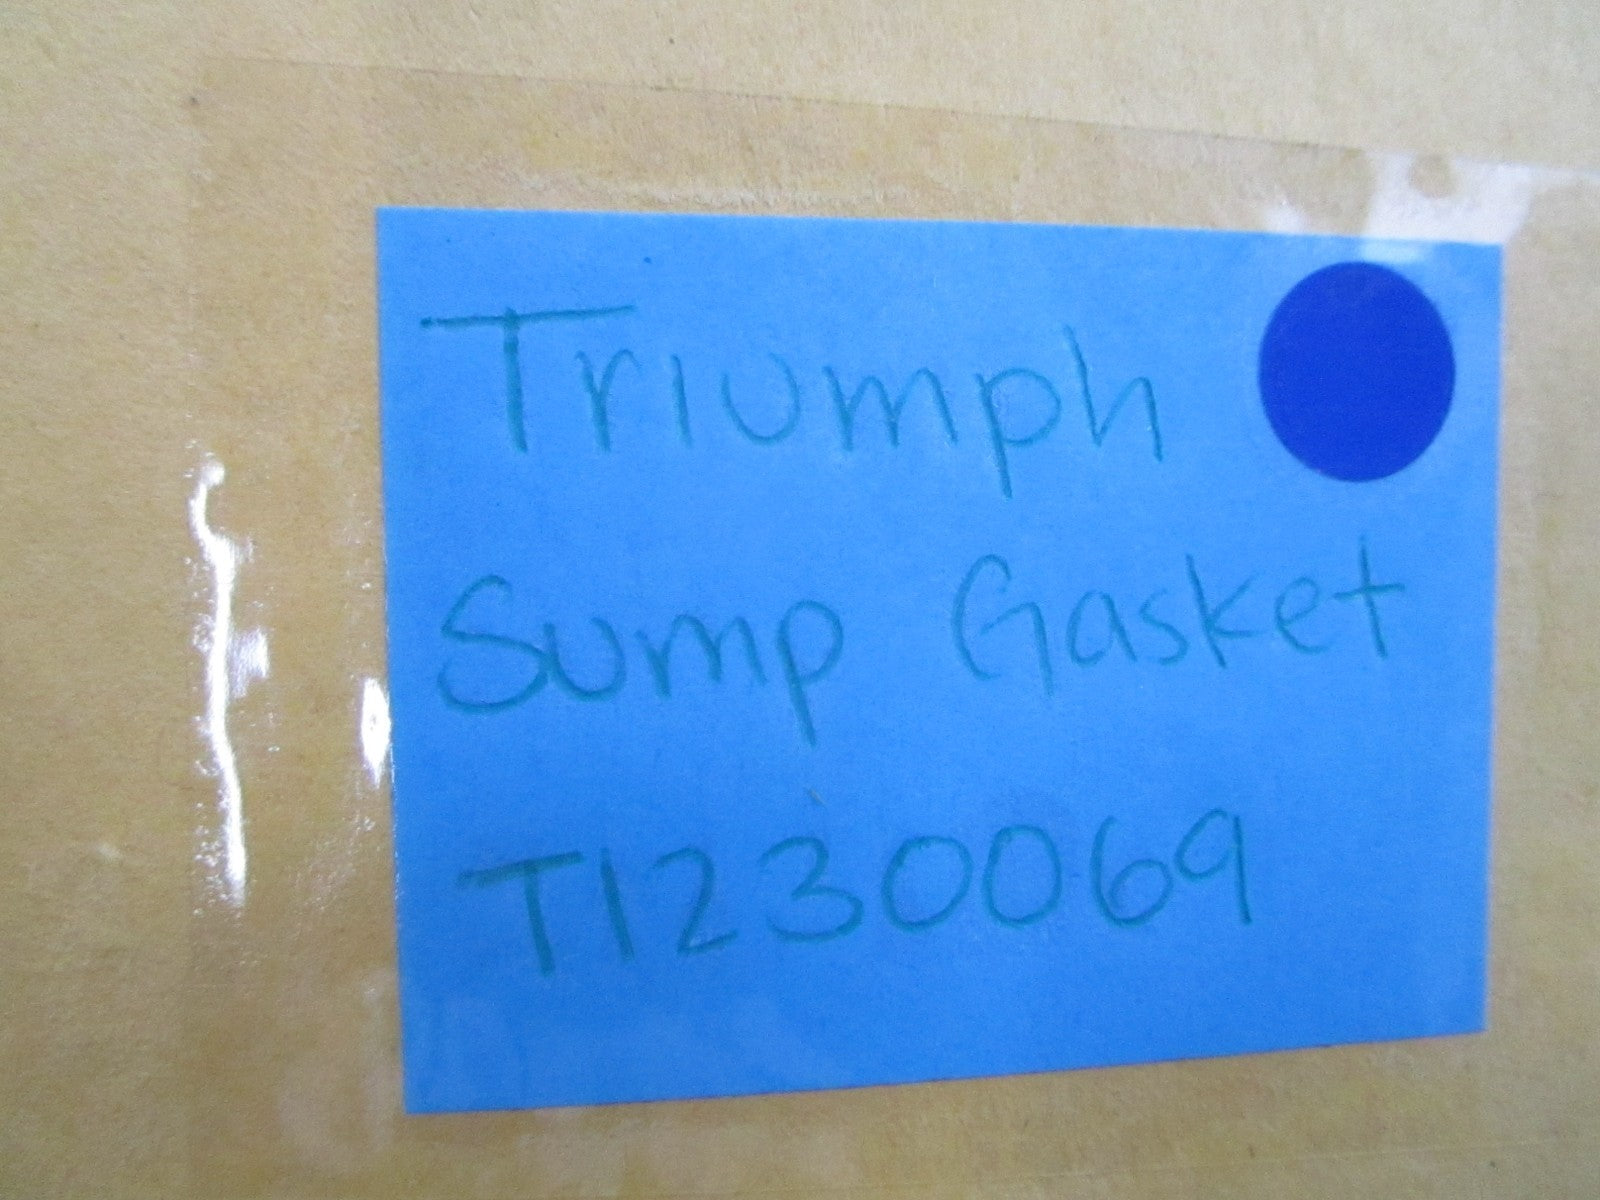 Triumph
Sump Gasket
T1230069